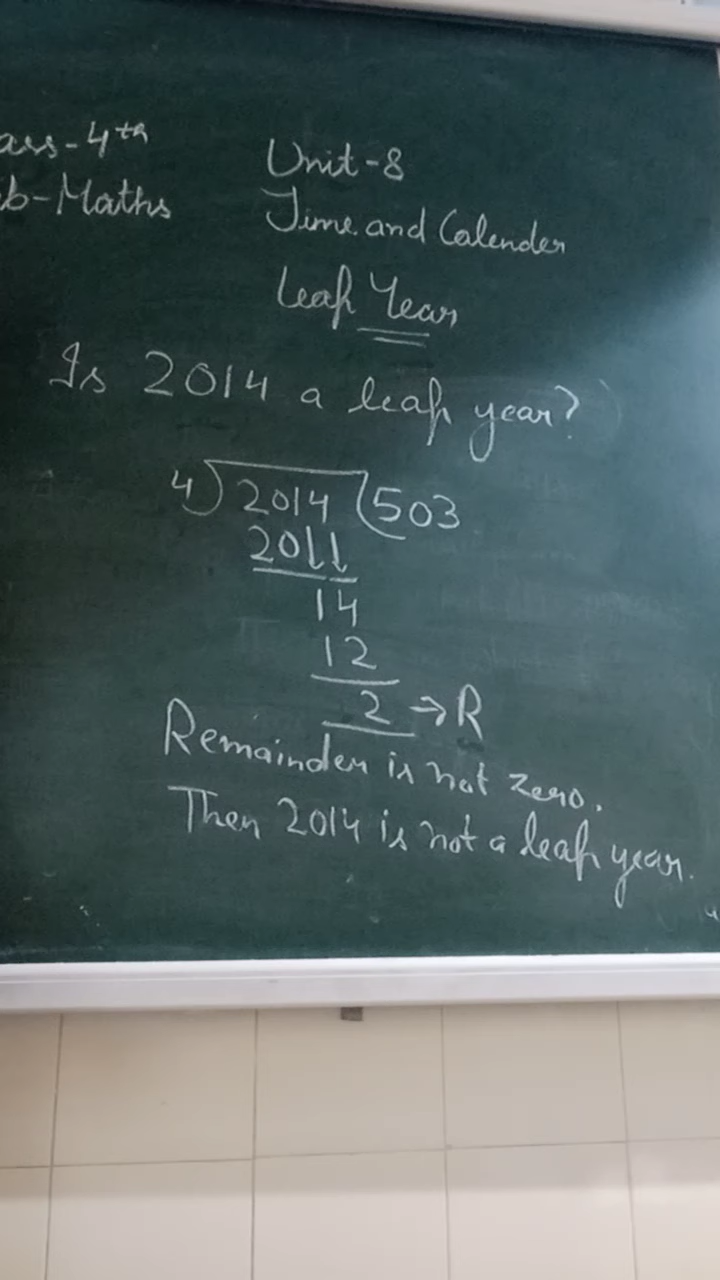 ass-4th
b-Maths
Unit-8
Time and Calender
Leap Year
Is 2014 a leap year?
4)2014(503
20↓↓
14
12
2 → R
Remainder is not zero.
Then 2014 is not a leap year.